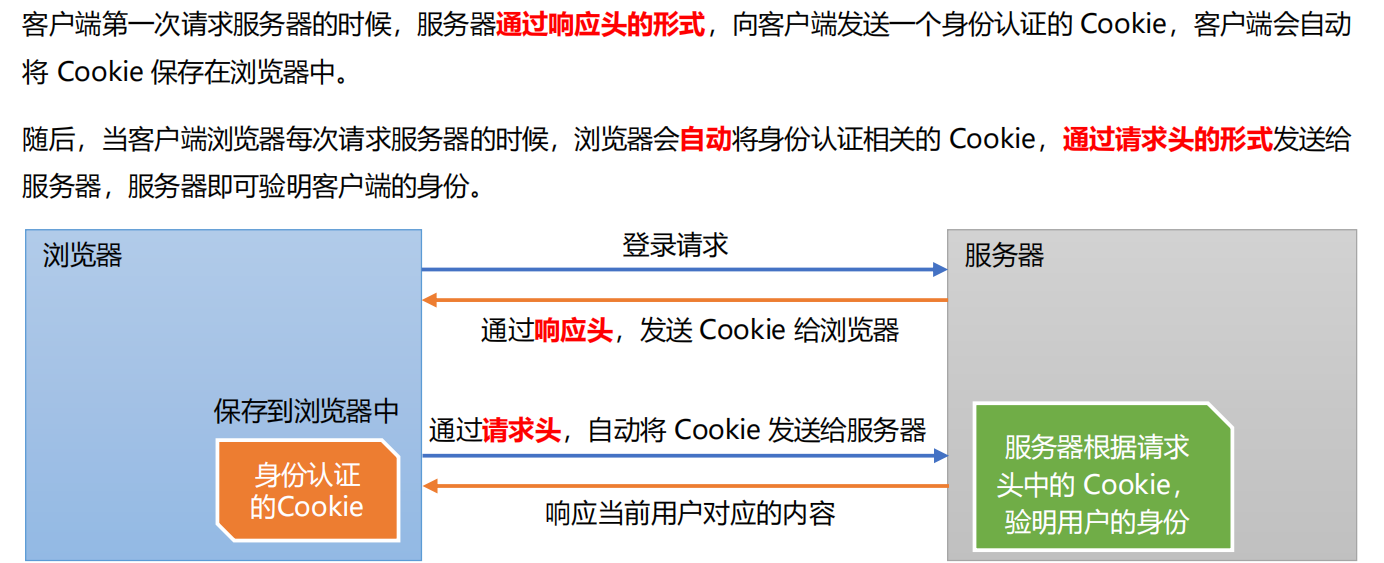 客户端第一次请求服务器的时候，服务器通过响应头的形式，向客户端发送一个身份认证的 Cookie，客户端会自动
将 Cookie 保存在浏览器中。
随后，当客户端浏览器每次请求服务器的时候，浏览器会自动将身份认证相关的 Cookie，通过请求头的形式发送给
服务器，服务器即可验明客户端的身份。
浏览器
登录请求
服务器
通过响应头，发送 Cookie 给浏览器
保存到浏览器中
通过请求头，自动将 Cookie 发送给服务器
身份认证
的Cookie
服务器根据请求
头中的 Cookie，
验明用户的身份
响应当前用户对应的内容